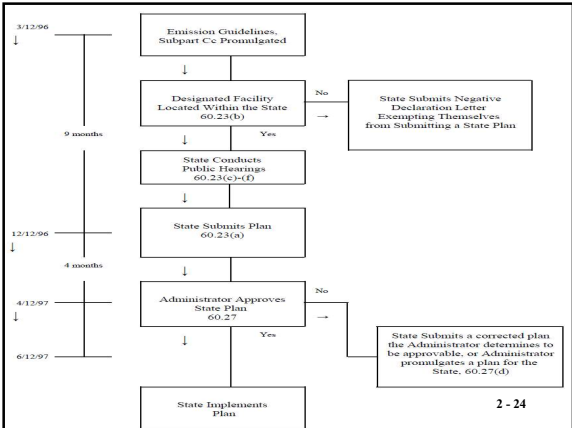 3/12/96
↓
Emission Guidelines,
Subpart Cc Promulgated
↓
Designated Facility
Located Within the State
60.23(b)
No
→
State Submits Negative
Declaration Letter
Exempting Themselves
from Submitting a State Plan
9 months
↓
Yes
State Conducts
Public Hearings
60.23(c)-(f)
↓
12/12/96
↓
State Submits Plan
60.23(a)
4 months
↓
4/12/97
↓
Administrator Approves
State Plan
60.27
No
→
↓
Yes
6/12/97
State Submits a corrected plan
the Administrator determines to
be approvable, or Administrator
promulgates a plan for the
State, 60.27(d)
State Implements
Plan
2 - 24